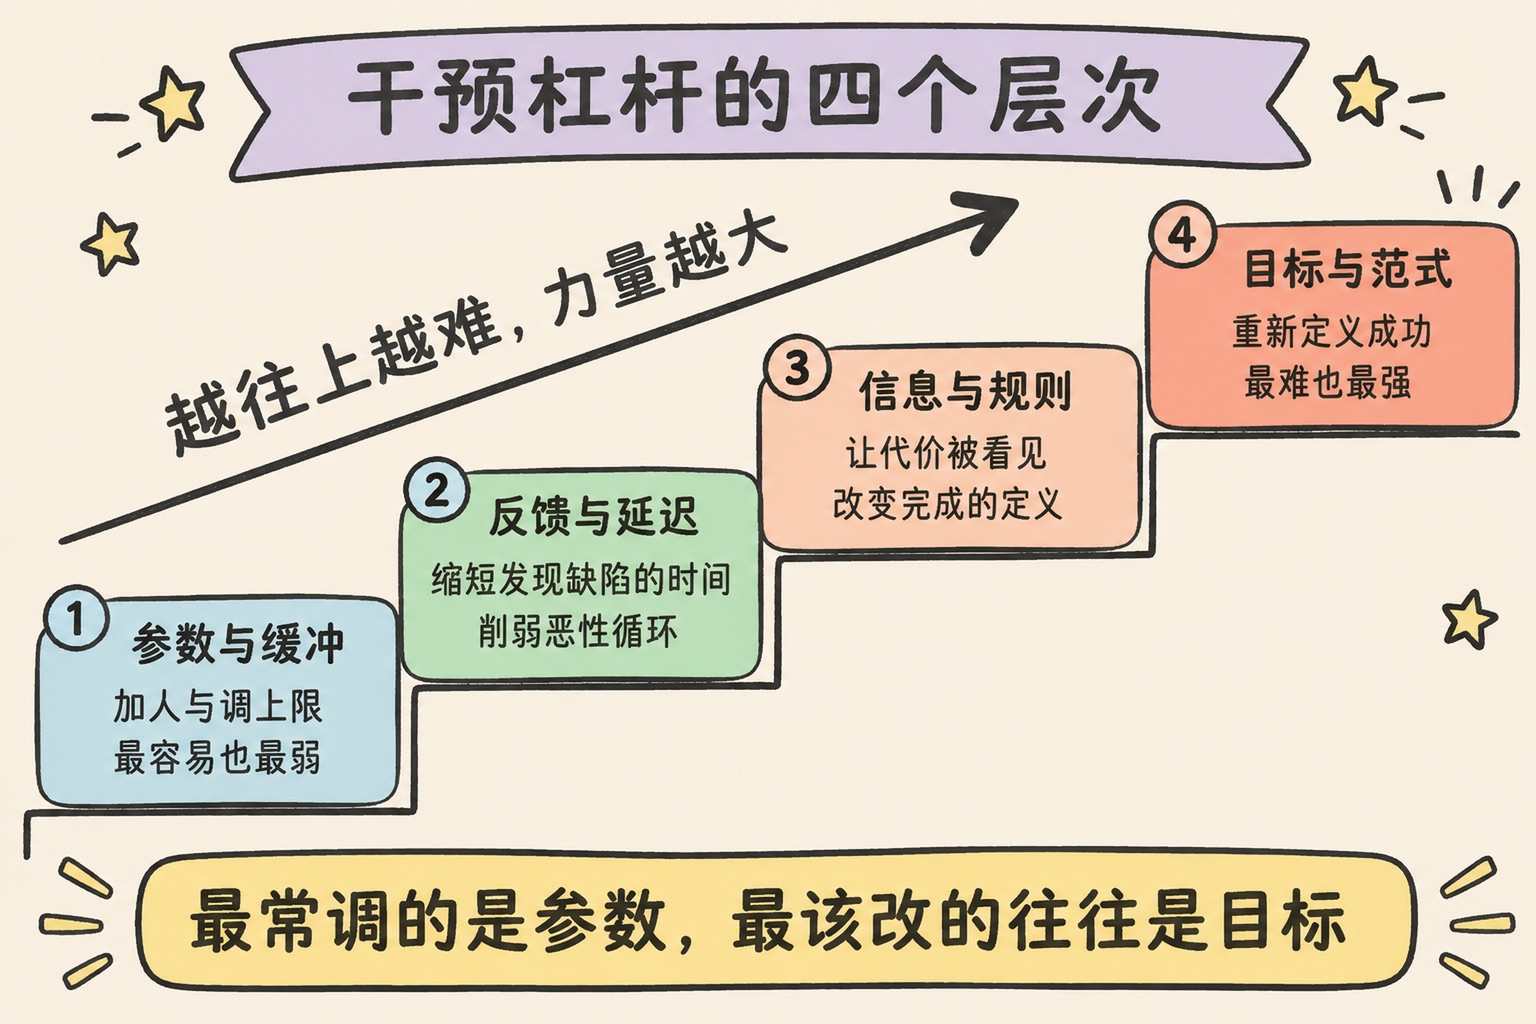 干预杠杆的四个层次
越往上越难，力量越大
1
参数与缓冲
加人与调上限
最容易也最弱
2
反馈与延迟
缩短发现缺陷的时间
削弱恶性循环
3
信息与规则
让代价被看见
改变完成的定义
4
目标与范式
重新定义成功
最难也最强
最常调的是参数，最该改的往往是目标